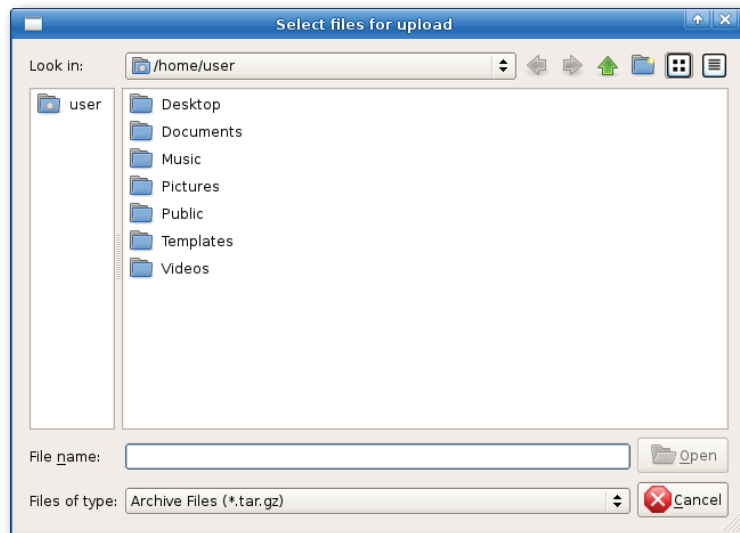 Select files for upload
Look in: /home/user
user
Desktop
Documents
Music
Pictures
Public
Templates
Videos
File name: Open
Files of type: Archive Files (*.tar.gz) Cancel